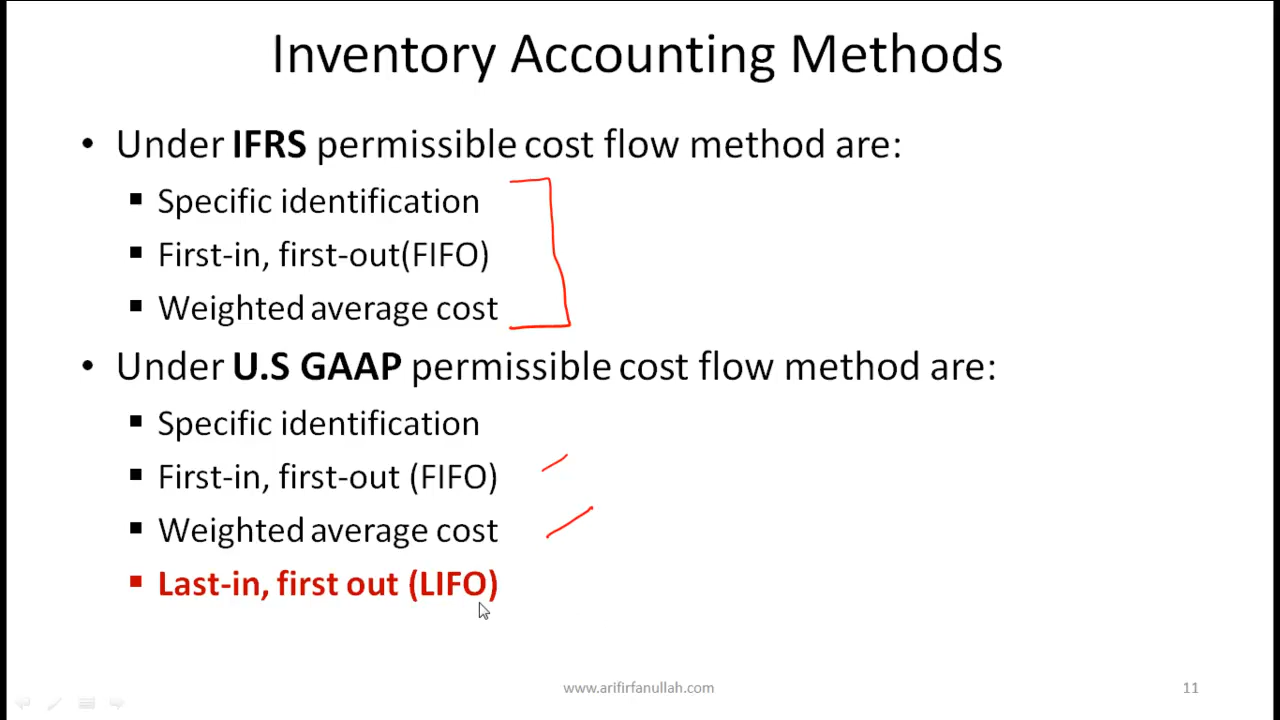 Inventory Accounting Methods
• Under IFRS permissible cost flow method are:
▪ Specific identification
▪ First-in, first-out(FIFO)
▪ Weighted average cost
• Under U.S GAAP permissible cost flow method are:
▪ Specific identification
▪ First-in, first-out (FIFO)
▪ Weighted average cost
▪ Last-in, first out (LIFO)
www.arifirfanullah.com
11